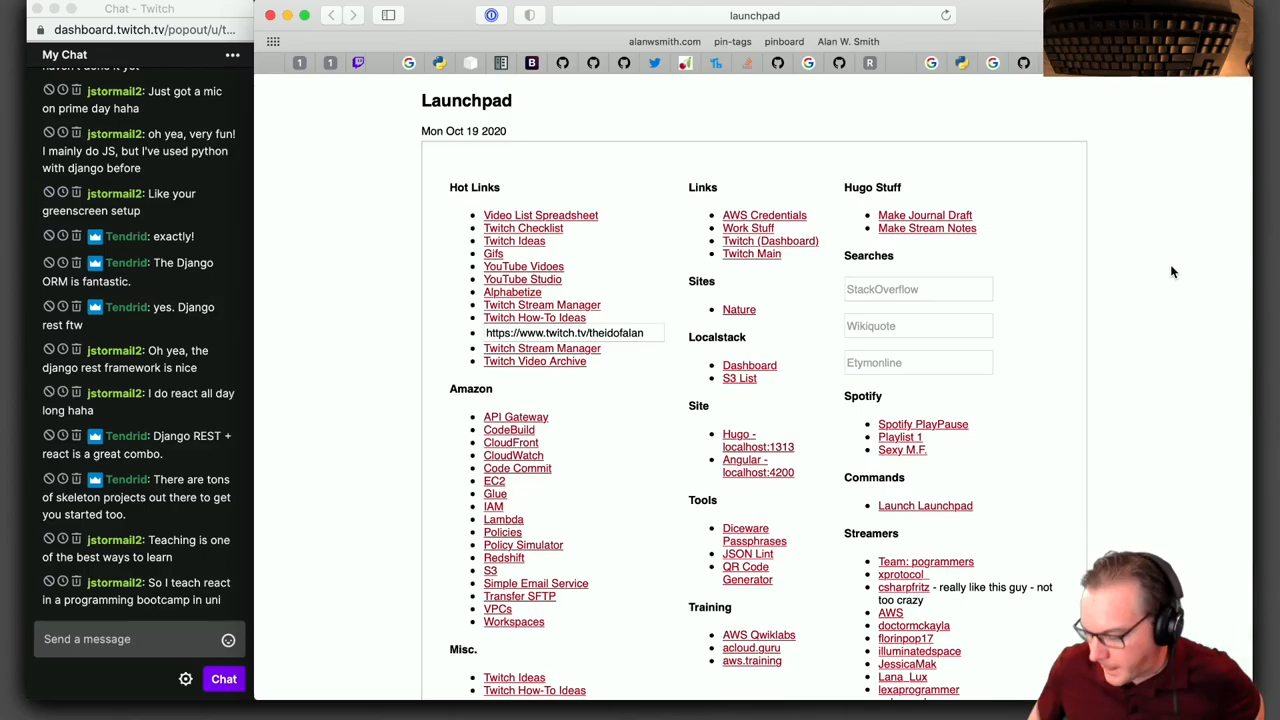 Chat - Twitch
dashboard.twitch.tv/popout/u/t...
My Chat
•••
haven't done it yet
jstormail2: Just got a mic
on prime day haha
jstormail2: oh yea, very fun!
I mainly do JS, but I've used python
with django before
jstormail2: Like your
greenscreen setup
Tendrid: exactly!
Tendrid: The Django
ORM is fantastic.
Tendrid: yes. Django
rest ftw
jstormail2: Oh yea, the
django rest framework is nice
jstormail2: I do react all day
long haha
Tendrid: Django REST +
react is a great combo.
Tendrid: There are tons
of skeleton projects out there to get
you started too.
jstormail2: Teaching is one
of the best ways to learn
jstormail2: So I teach react
in a programming bootcamp in uni
Send a message
Chat
launchpad
alanwsmith.com pin-tags pinboard Alan W. Smith
Launchpad
Mon Oct 19 2020
Hot Links
Video List Spreadsheet
Twitch Checklist
Twitch Ideas
Gifs
YouTube Vidoes
YouTube Studio
Alphabetize
Twitch Stream Manager
Twitch How-To Ideas
https://www.twitch.tv/theidofalan
Twitch Stream Manager
Twitch Video Archive
Amazon
API Gateway
CodeBuild
CloudFront
CloudWatch
Code Commit
EC2
Glue
IAM
Lambda
Policies
Policy Simulator
Redshift
S3
Simple Email Service
Transfer SFTP
VPCs
Workspaces
Misc.
Twitch Ideas
Twitch How-To Ideas
Links
AWS Credentials
Work Stuff
Twitch (Dashboard)
Twitch Main
Sites
Nature
Localstack
Dashboard
S3 List
Site
Hugo -
localhost:1313
Angular -
localhost:4200
Tools
Diceware
Passphrases
JSON Lint
QR Code
Generator
Training
AWS Qwiklabs
acloud.guru
aws.training
Hugo Stuff
Make Journal Draft
Make Stream Notes
Searches
StackOverflow
Wikiquote
Etymonline
Spotify
Spotify PlayPause
Playlist 1
Sexy M.F.
Commands
Launch Launchpad
Streamers
Team: pogrammers
xprotocol_
csharpfritz - really like this guy - not
too crazy
AWS
doctormckayla
florinpop17
illuminatedspace
JessicaMak
Lana_Lux
lexaprogrammer